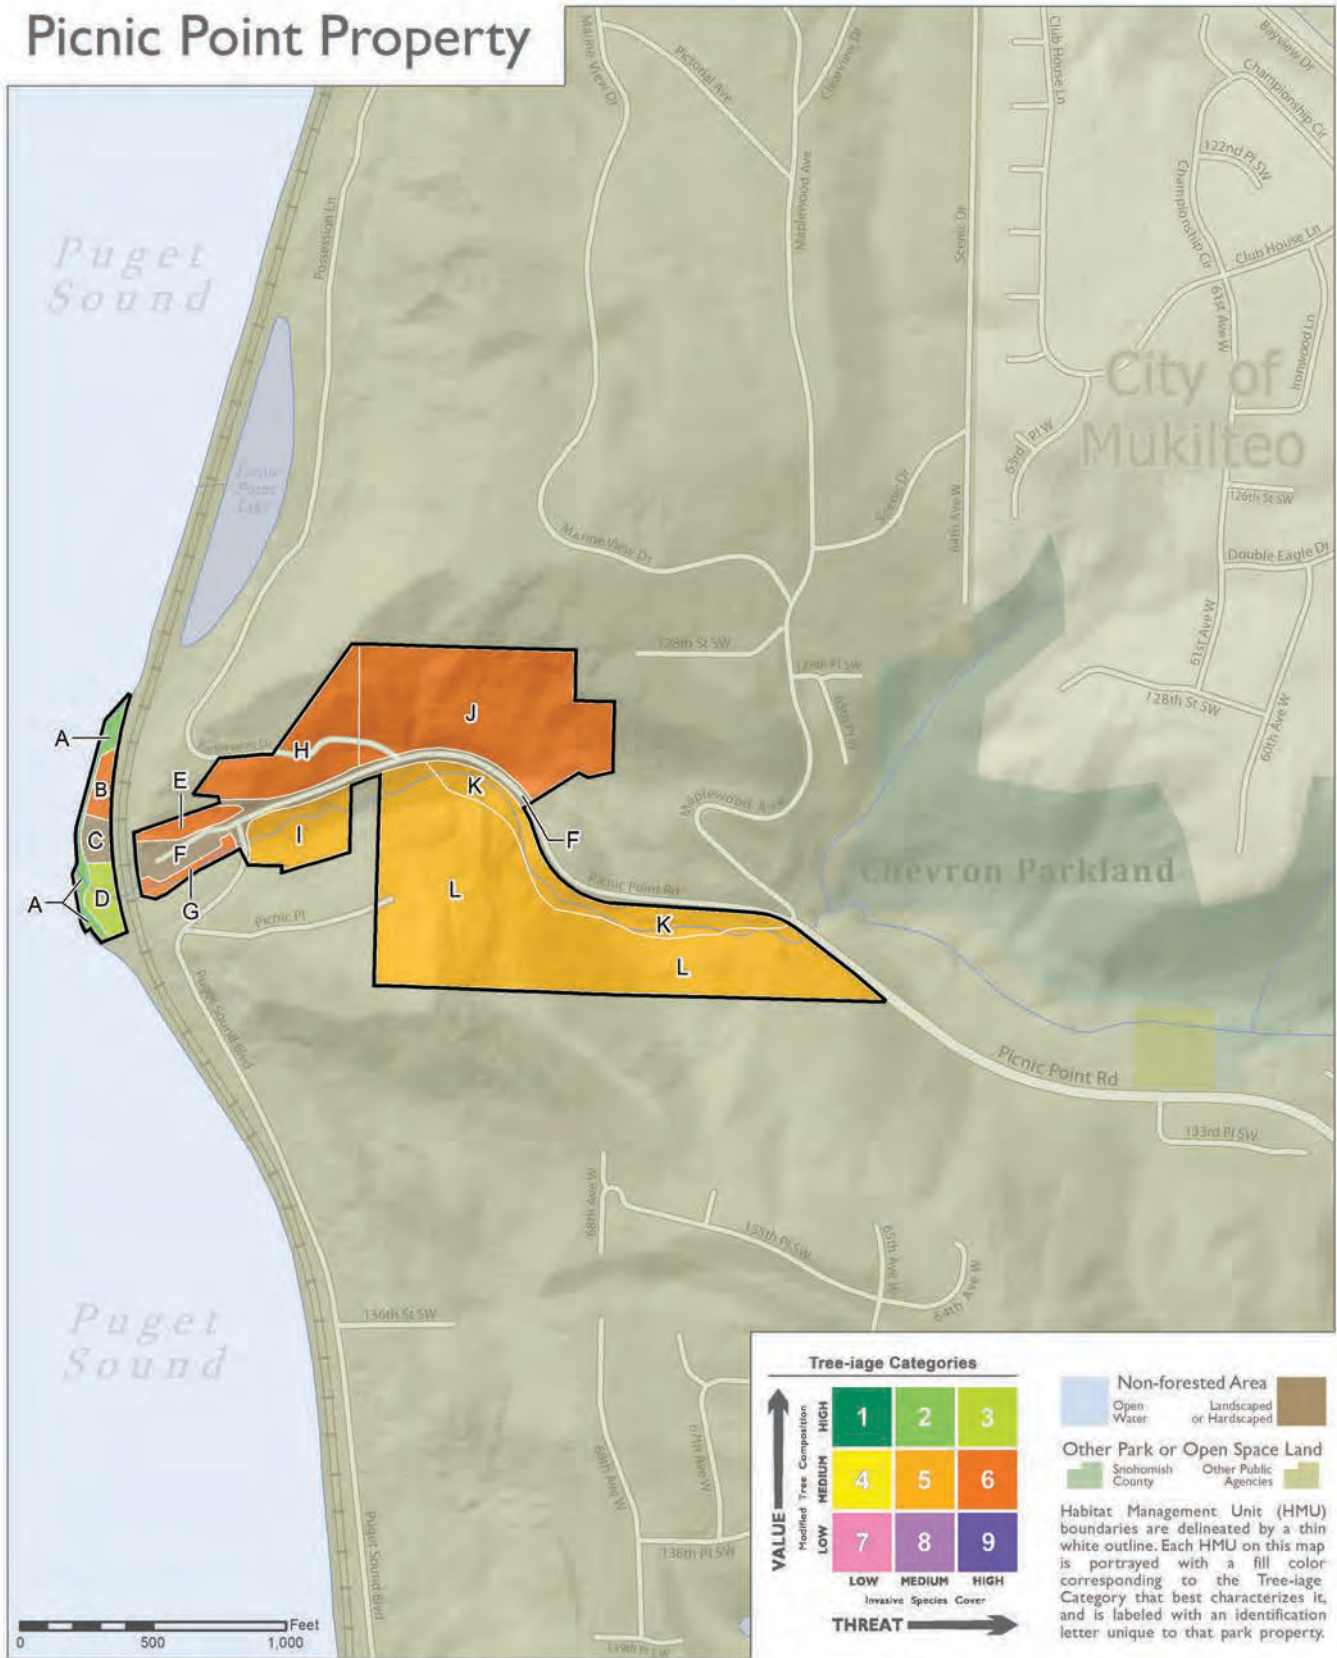 Picnic Point Property
Marine View Dr
Pictorial Ave
Clearview Dr
Club House Ln
Bayview Dr
Championship Cir
122nd Pl SW
Championship Cir
Club House Ln
Possession Ln
Maplewood Ave
Scenic Dr
61st Ave W
Ironwood Ln
Puget
Sound
City of
Mukilteo
63rd Pl W
Scenic Dr
64th Ave W
126th St SW
Double Eagle Dr
Point
Lake
Marine View Dr
61st Ave W
128th St SW
128th Pl SW
65th Pl W
128th St SW
60th Ave W
A
B
C
D
A
E
F
G
H
I
J
K
F
L
K
L
Maplewood Ave
Chevron Parkland
Picnic Point Rd
Picnic Pl
Puget Sound Blvd
Picnic Point Rd
133rd Pl SW
68th Ave W
135th Pl SW
65th Ave W
64th Ave W
Puget
Sound
136th St SW
68th Ave W
67th Ave W
138th Pl SW
Puget Sound Blvd
139th Pl SW
Feet
0 500 1,000
Tree-iage Categories
VALUE
Modified Tree Composition
HIGH
MEDIUM
LOW
1 2 3
4 5 6
7 8 9
LOW MEDIUM HIGH
Invasive Species Cover
THREAT
Non-forested Area
Open
Water
Landscaped
or Hardscaped
Other Park or Open Space Land
Snohomish
County
Other Public
Agencies
Habitat Management Unit (HMU)
boundaries are delineated by a thin
white outline. Each HMU on this map
is portrayed with a fill color
corresponding to the Tree-iage
Category that best characterizes it,
and is labeled with an identification
letter unique to that park property.